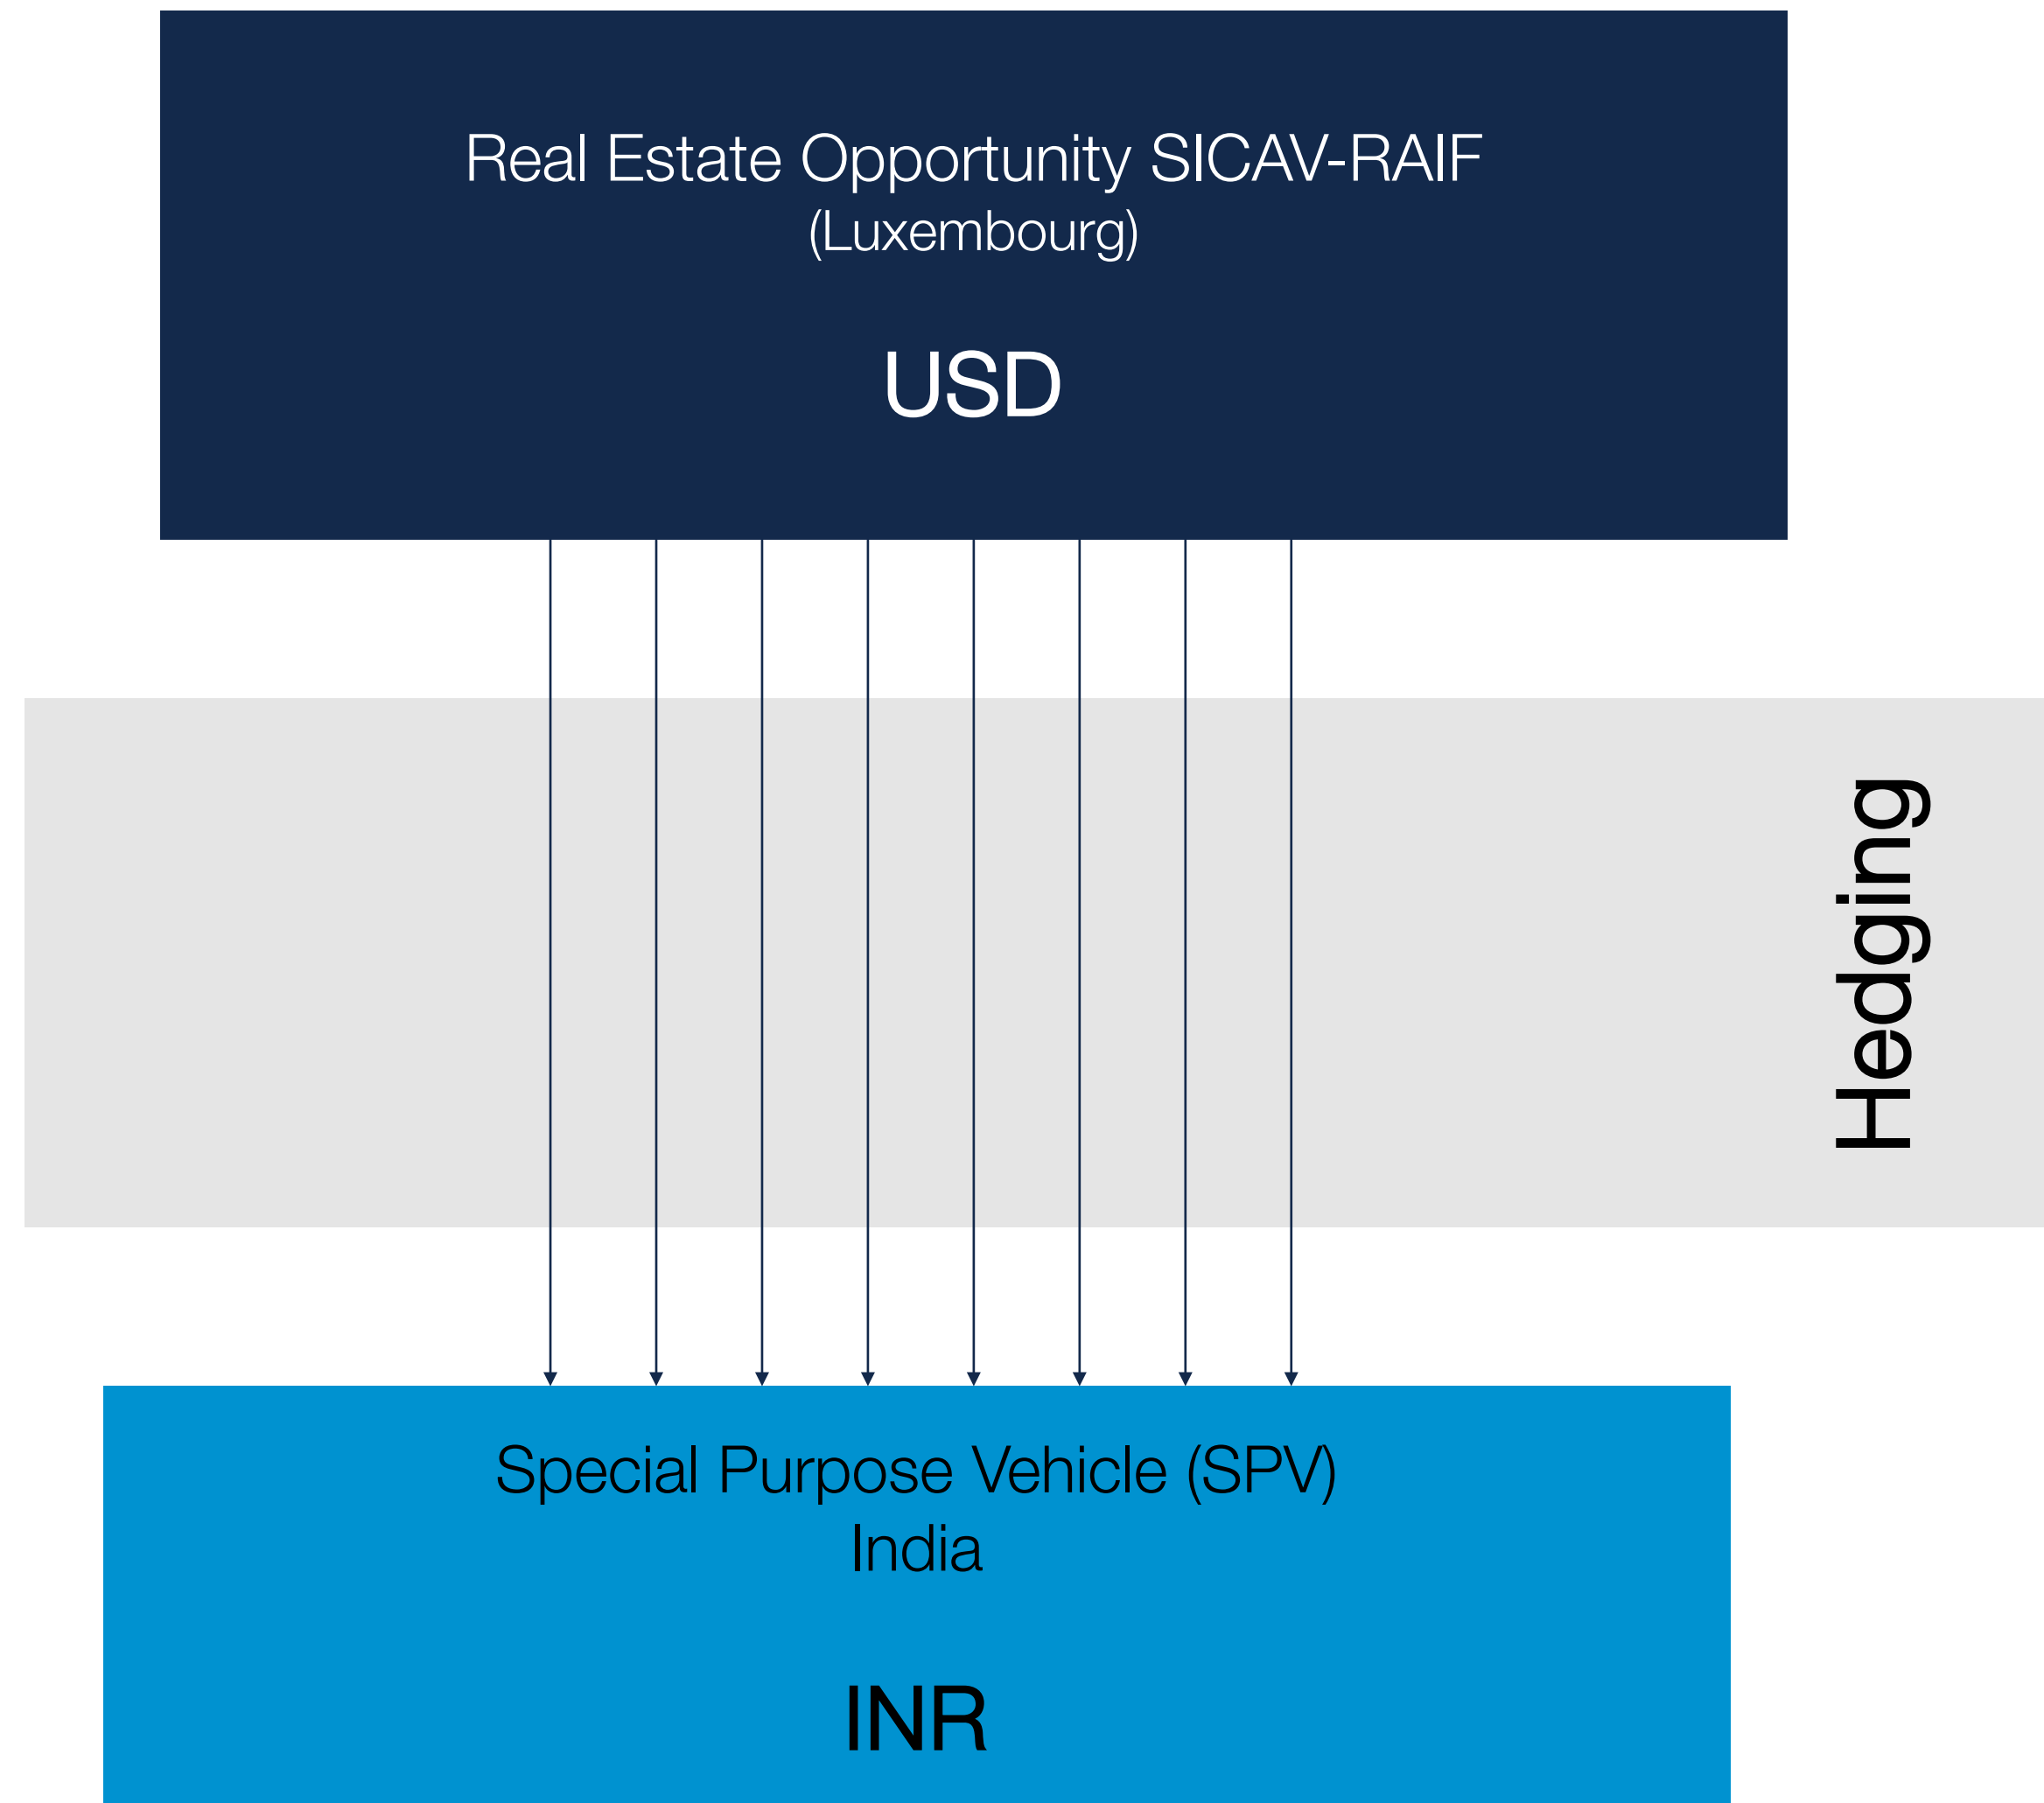 Real Estate Opportunity SICAV-RAIF
(Luxembourg)
USD
Hedging
Special Purpose Vehicle (SPV)
India
INR